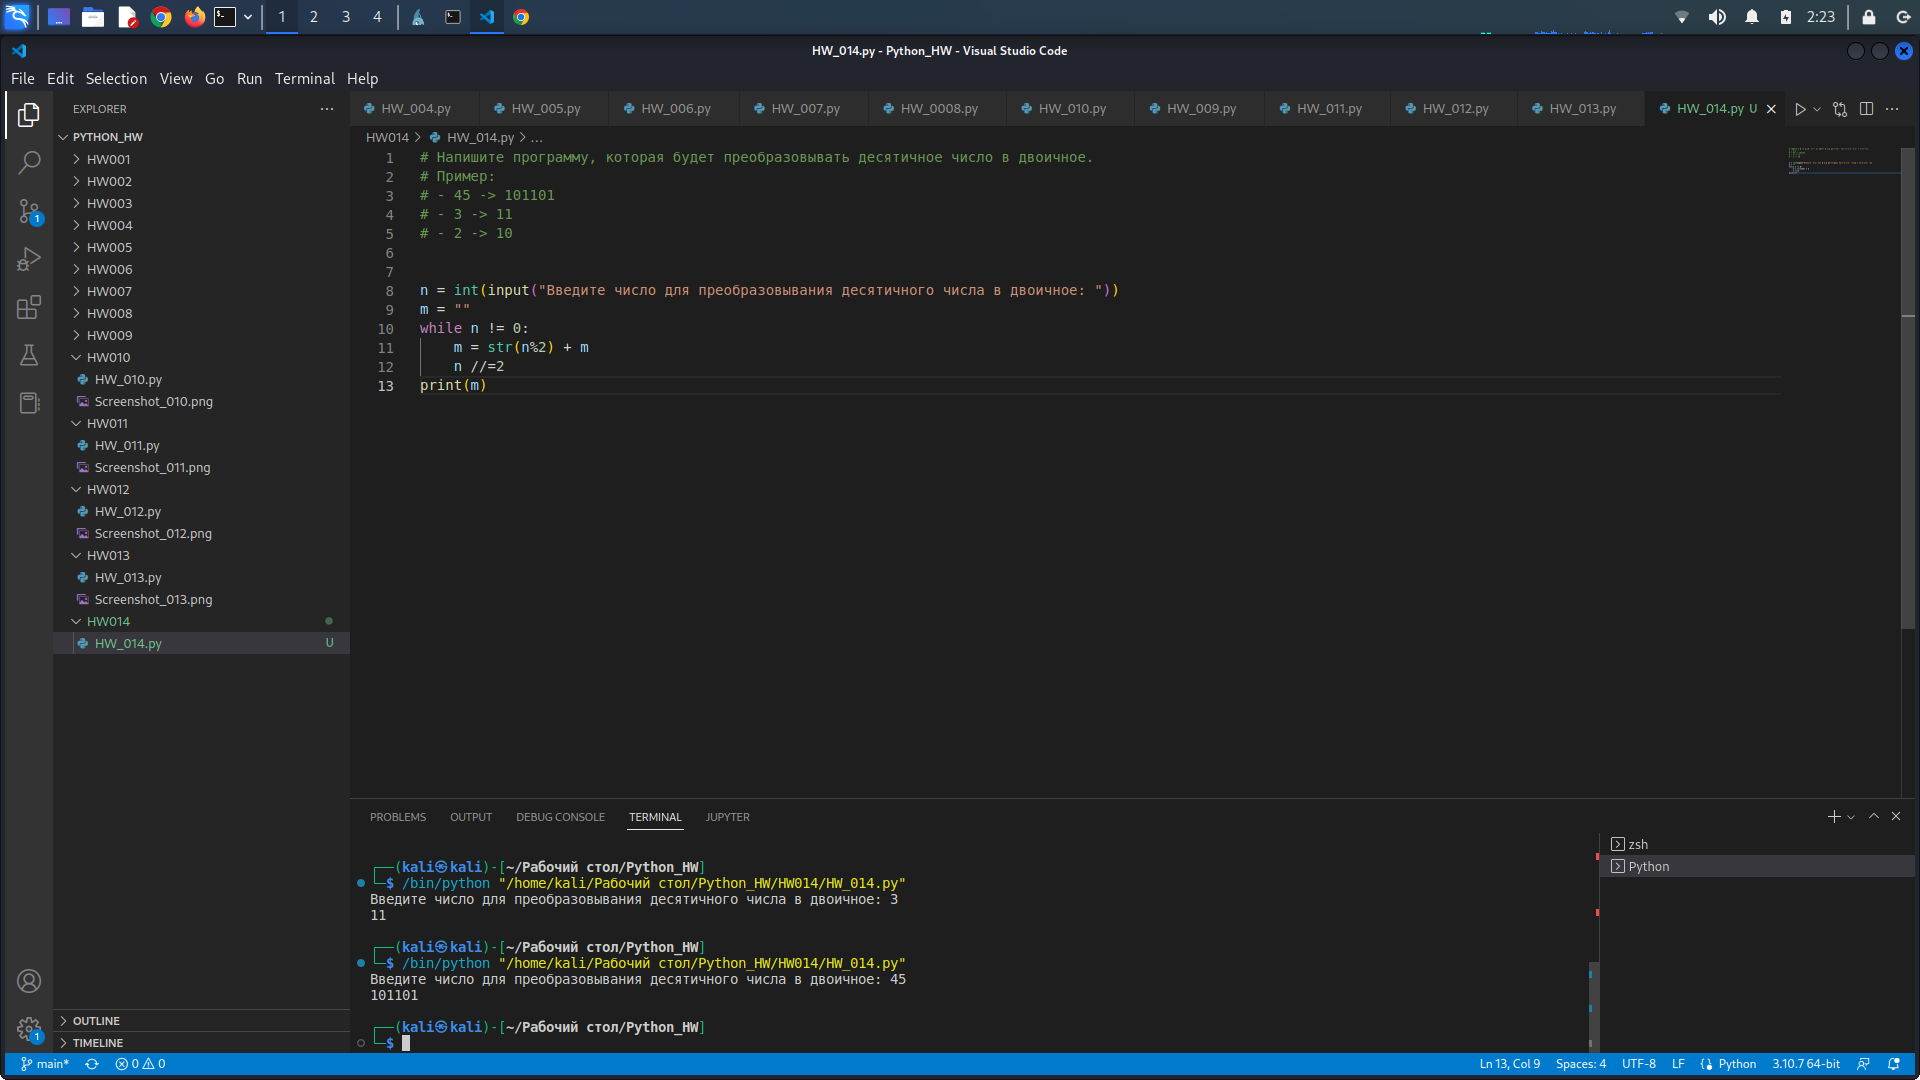 1 2 3 4 2:23
HW_014.py - Python_HW - Visual Studio Code
File Edit Selection View Go Run Terminal Help
EXPLORER
PYTHON_HW
HW001
HW002
HW003
HW004
HW005
HW006
HW007
HW008
HW009
HW010
HW_010.py
Screenshot_010.png
HW011
HW_011.py
Screenshot_011.png
HW012
HW_012.py
Screenshot_012.png
HW013
HW_013.py
Screenshot_013.png
HW014
HW_014.py U
OUTLINE
TIMELINE
1
1
HW_004.py HW_005.py HW_006.py HW_007.py HW_0008.py HW_010.py HW_009.py HW_011.py HW_012.py HW_013.py HW_014.py U
HW014 > HW_014.py > ...
1 # Напишите программу, которая будет преобразовывать десятичное число в двоичное.
2 # Пример:
3 # - 45 -> 101101
4 # - 3 -> 11
5 # - 2 -> 10
6
7
8 n = int(input("Введите число для преобразовывания десятичного числа в двоичное: "))
9 m = ""
10 while n != 0:
11 m = str(n%2) + m
12 n //=2
13 print(m)
PROBLEMS OUTPUT DEBUG CONSOLE TERMINAL JUPYTER
┌──(kali㉿kali)-[~/Рабочий стол/Python_HW]
└─$ /bin/python "/home/kali/Рабочий стол/Python_HW/HW014/HW_014.py"
Введите число для преобразовывания десятичного числа в двоичное: 3
11
┌──(kali㉿kali)-[~/Рабочий стол/Python_HW]
└─$ /bin/python "/home/kali/Рабочий стол/Python_HW/HW014/HW_014.py"
Введите число для преобразовывания десятичного числа в двоичное: 45
101101
┌──(kali㉿kali)-[~/Рабочий стол/Python_HW]
└─$
zsh
Python
main* 0 0 Ln 13, Col 9 Spaces: 4 UTF-8 LF Python 3.10.7 64-bit